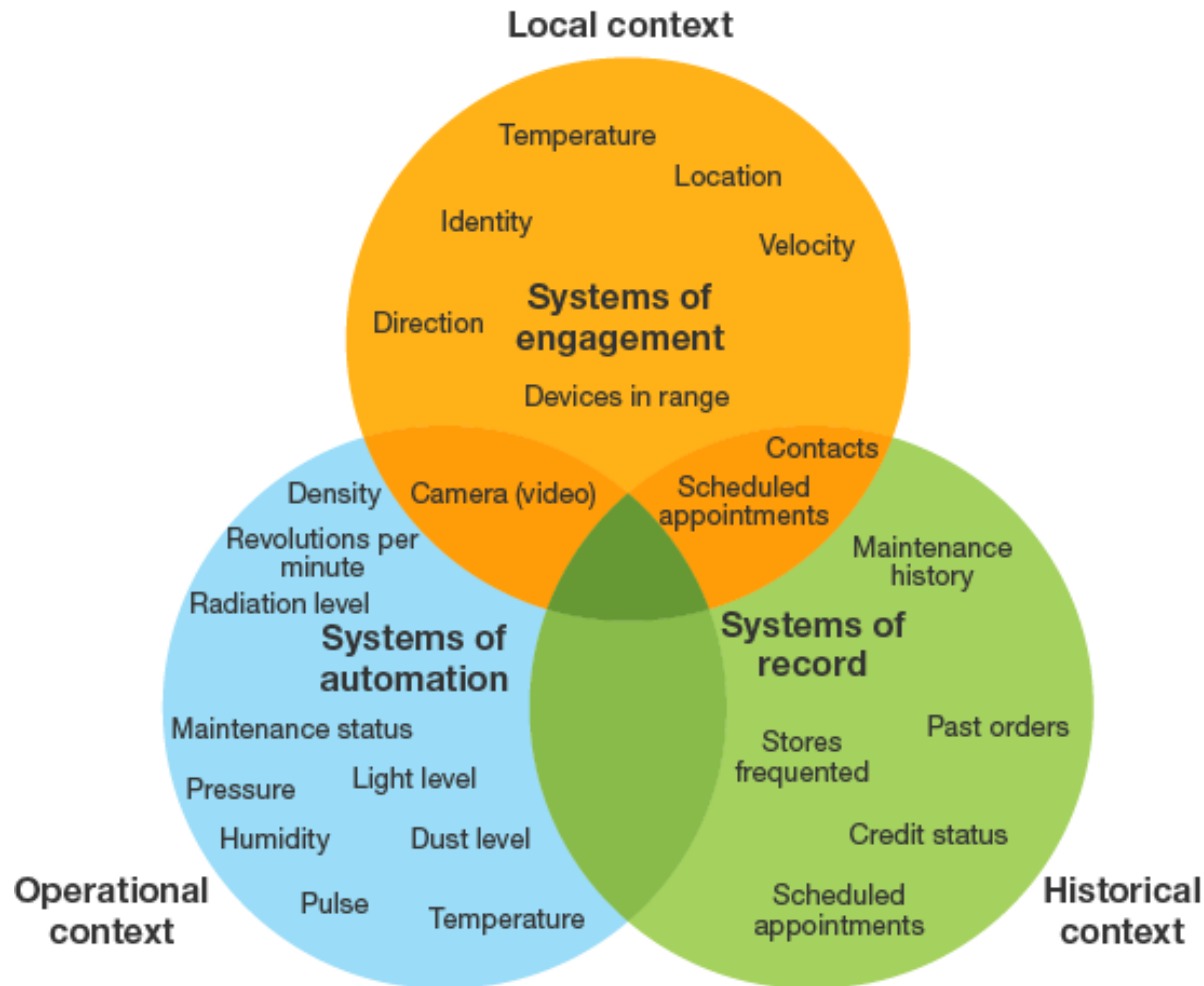 Local context
Temperature
Location
Identity
Velocity
Systems of
engagement
Direction
Devices in range
Contacts
Density
Camera (video)
Scheduled
appointments
Revolutions per
minute
Maintenance
history
Radiation level
Systems of
automation
Systems of
record
Maintenance status
Past orders
Stores
frequented
Light level
Pressure
Humidity
Dust level
Credit status
Operational
context
Pulse
Temperature
Scheduled
appointments
Historical
context